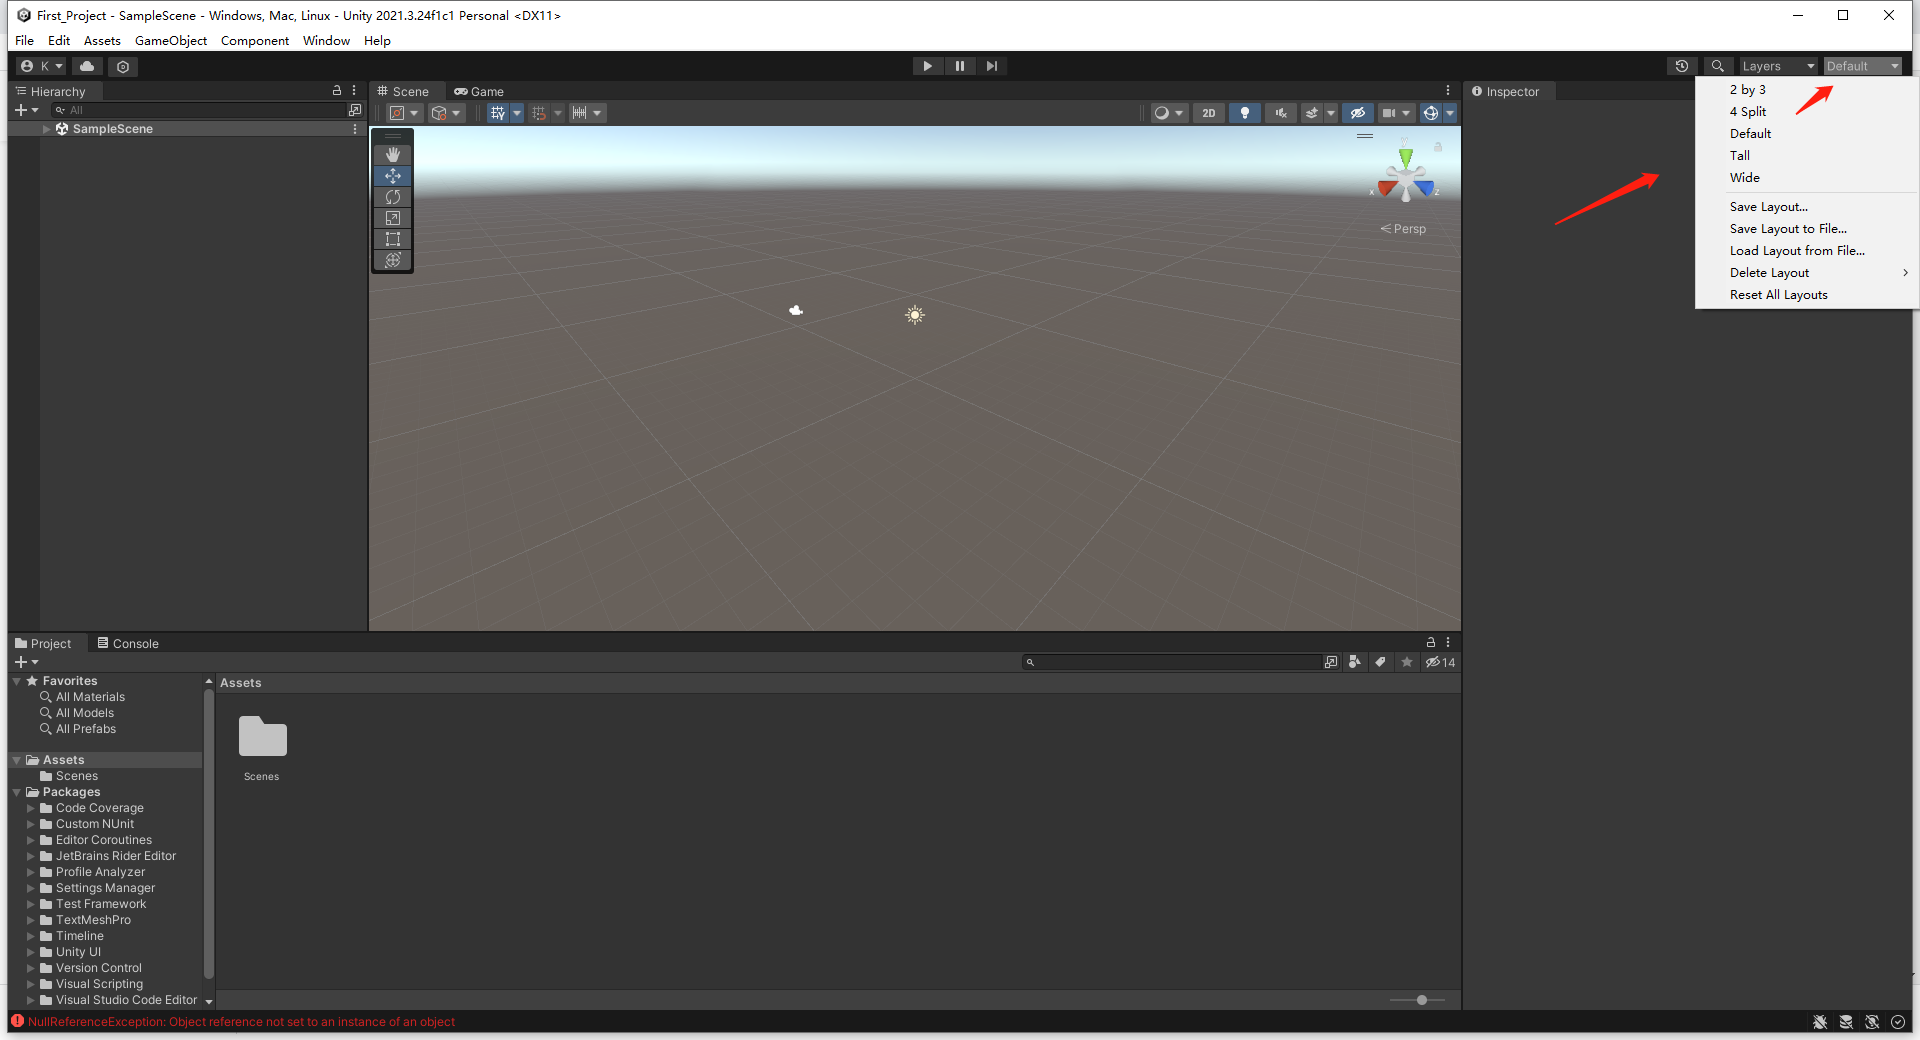 First_Project - SampleScene - Windows, Mac, Linux - Unity 2021.3.24f1c1 Personal <DX11>
File Edit Assets GameObject Component Window Help
K Layers Default
Hierarchy
All
SampleScene
Scene Game
2D
Persp
y
x
z
Inspector
2 by 3
4 Split
Default
Tall
Wide
Save Layout...
Save Layout to File...
Load Layout from File...
Delete Layout
Reset All Layouts
Project Console
14
Favorites
All Materials
All Models
All Prefabs
Assets
Scenes
Packages
Code Coverage
Custom NUnit
Editor Coroutines
JetBrains Rider Editor
Profile Analyzer
Settings Manager
Test Framework
TextMeshPro
Timeline
Unity UI
Version Control
Visual Scripting
Visual Studio Code Editor
Assets
Scenes
NullReferenceException: Object reference not set to an instance of an object